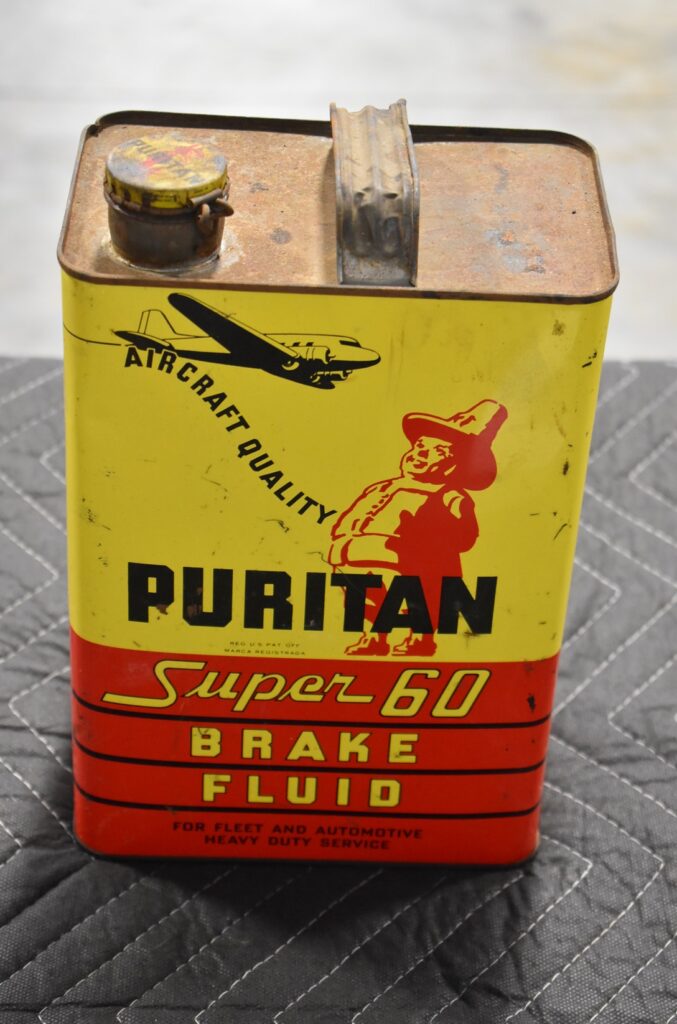 PURITAN
AIRCRAFT QUALITY
PURITAN
REG. U.S. PAT. OFF.
MARCA REGISTRADA
Super 60
BRAKE
FLUID
FOR FLEET AND AUTOMOTIVE
HEAVY DUTY SERVICE